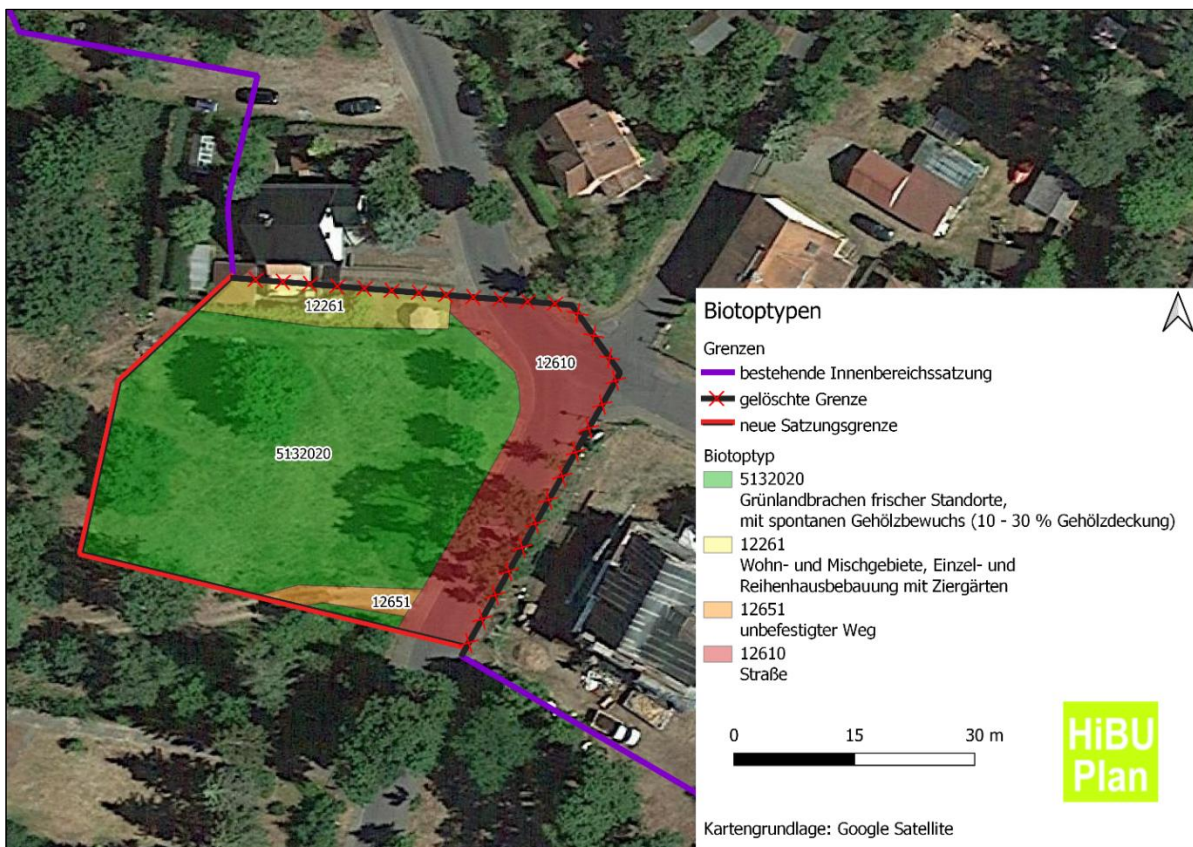 12261
12610
5132020
12651
Biotoptypen
Grenzen
bestehende Innenbereichssatzung
gelöschte Grenze
neue Satzungsgrenze
Biotoptyp
5132020
Grünlandbrachen frischer Standorte,
mit spontanen Gehölzbewuchs (10 - 30 % Gehölzdeckung)
12261
Wohn- und Mischgebiete, Einzel- und
Reihenhausbebauung mit Ziergärten
12651
unbefestigter Weg
12610
Straße
0 15 30 m
HiBU
Plan
Kartengrundlage: Google Satellite